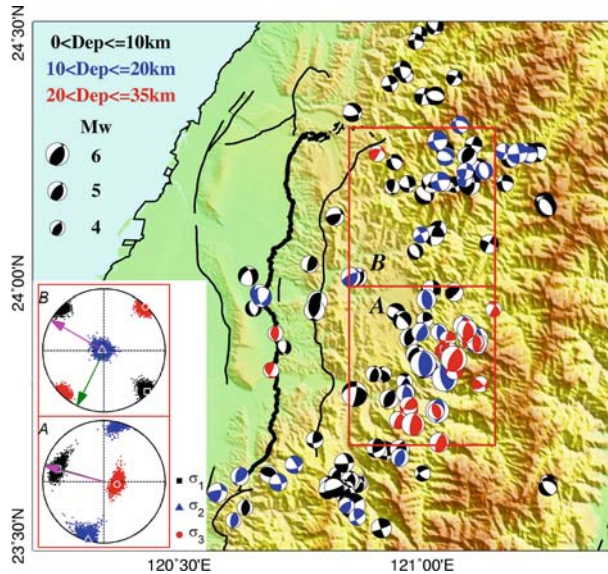 24°30'N
0<Dep<=10km
10<Dep<=20km
20<Dep<=35km
Mw
6
5
4
B
24°00'N
B
A
A
σ1
σ2
σ3
23°30'N
120°30'E
121°00'E